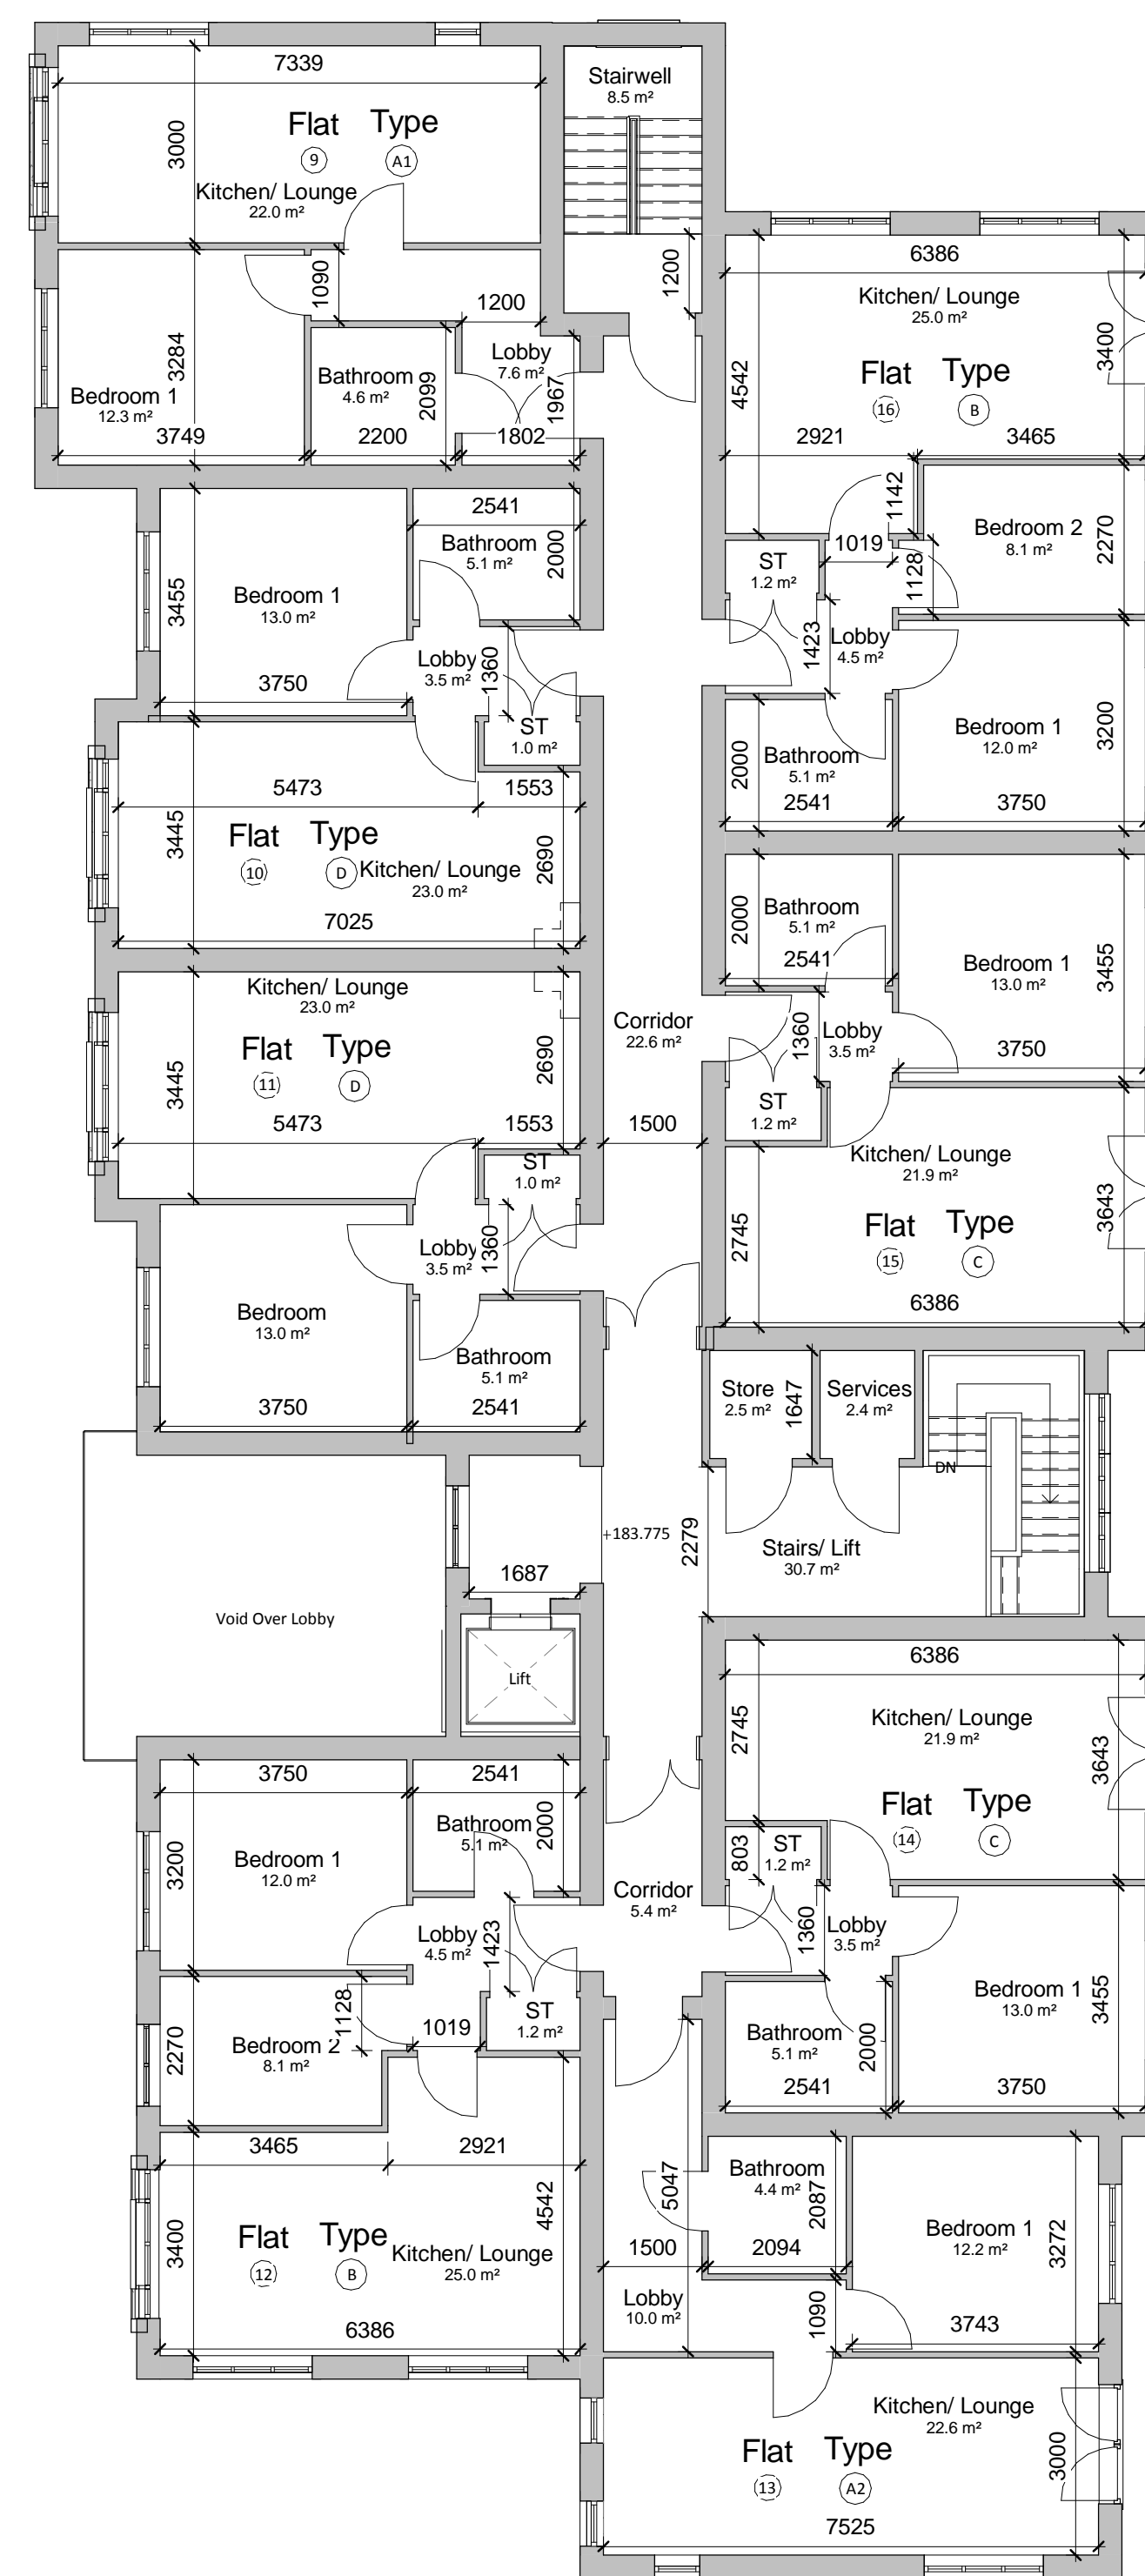 7339
3000
Flat Type
9 A1
Kitchen/ Lounge
22.0 m²
Stairwell
8.5 m²
1200
1090
1200
3284
Bedroom 1
12.3 m²
3749
Bathroom
4.6 m²
2099
2200
Lobby
7.6 m²
1967
1802
6386
Kitchen/ Lounge
25.0 m²
3400
4542
Flat Type
16 B
2921
3465
1142
Bedroom 2
8.1 m²
2270
ST
1.2 m²
1019
1128
1423
Lobby
4.5 m²
Bedroom 1
12.0 m²
3200
2000
Bathroom
5.1 m²
2541
3750
2541
Bathroom
5.1 m²
2000
3455
Bedroom 1
13.0 m²
3750
Lobby
3.5 m²
1360
ST
1.0 m²
5473
1553
3445
Flat Type
10 D
Kitchen/ Lounge
23.0 m²
2690
7025
2000
Bathroom
5.1 m²
2541
Bedroom 1
13.0 m²
3455
3750
Kitchen/ Lounge
23.0 m²
Flat Type
11 D
3445
2690
5473
1553
Corridor
22.6 m²
1500
1360
Lobby
3.5 m²
ST
1.2 m²
Kitchen/ Lounge
21.9 m²
3643
2745
Flat Type
15 C
6386
ST
1.0 m²
Lobby
3.5 m²
1360
Bedroom
13.0 m²
Bathroom
5.1 m²
3750
2541
Store
2.5 m²
1647
Services
2.4 m²
DN
+183.775
2279
Stairs/ Lift
30.7 m²
1687
Void Over Lobby
Lift
6386
Kitchen/ Lounge
21.9 m²
2745
3643
Flat Type
14 C
803
ST
1.2 m²
3750
2541
Bathroom
5.1 m²
2000
3200
Bedroom 1
12.0 m²
Corridor
5.4 m²
1360
Lobby
3.5 m²
Lobby
4.5 m²
1423
Bedroom 1
13.0 m²
3455
ST
1.2 m²
1128
1019
2270
Bedroom 2
8.1 m²
Bathroom
5.1 m²
2000
2541
3750
3465
2921
4542
3400
Flat Type
12 B
Kitchen/ Lounge
25.0 m²
6386
5047
1500
Lobby
10.0 m²
Bathroom
4.4 m²
2087
2094
1090
Bedroom 1
12.2 m²
3272
3743
Kitchen/ Lounge
22.6 m²
Flat Type
13 A2
3000
7525